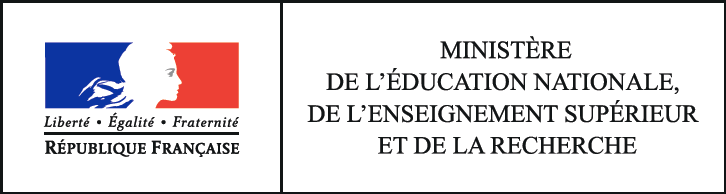 Liberté • Égalité • Fraternité
RÉPUBLIQUE FRANÇAISE
MINISTÈRE
DE L’ÉDUCATION NATIONALE,
DE L’ENSEIGNEMENT SUPÉRIEUR
ET DE LA RECHERCHE